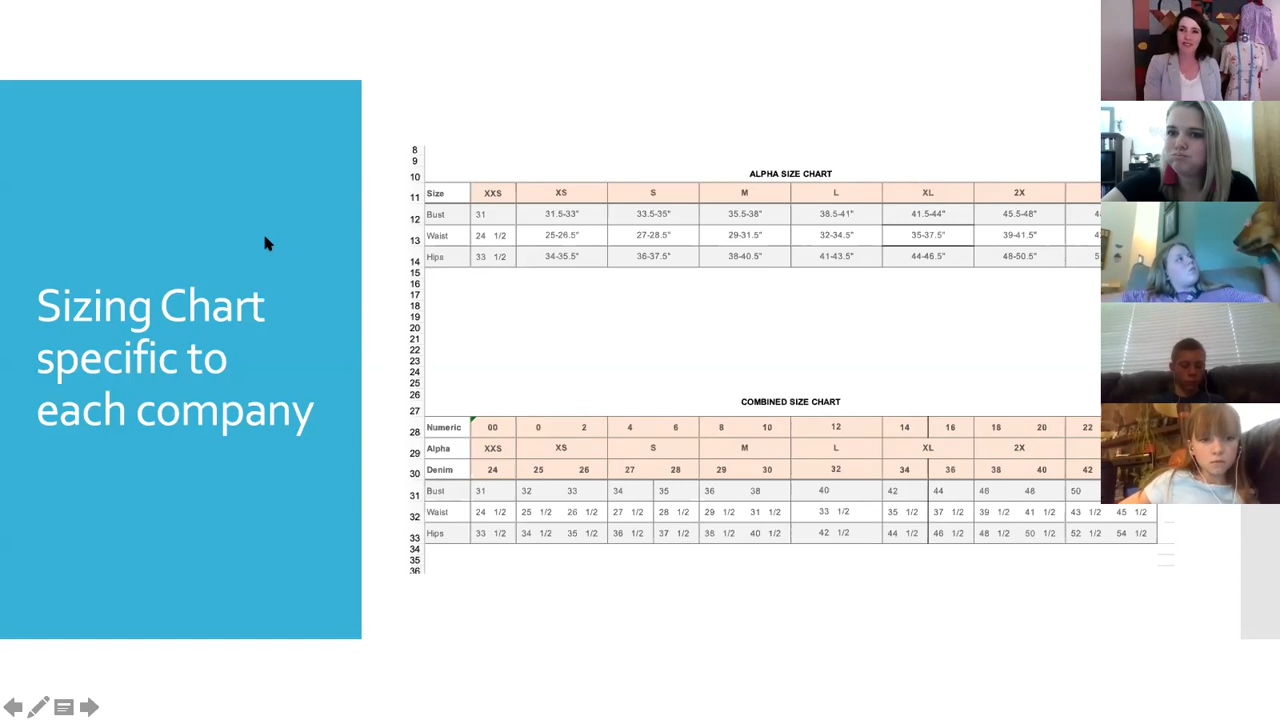 Sizing Chart
specific to
each company
8
9
10 ALPHA SIZE CHART
11 Size XXS XS S M L XL 2X
12 Bust 31 31.5-33" 33.5-35" 35.5-38" 38.5-41" 41.5-44" 45.5-48"
13 Waist 24 1/2 25-26.5" 27-28.5" 29-31.5" 32-34.5" 35-37.5" 39-41.5"
14 Hips 33 1/2 34-35.5" 36-37.5" 38-40.5" 41-43.5" 44-46.5" 48-50.5"
15
16
17
18
19
20
21
22
23
24
25
26
27 COMBINED SIZE CHART
28 Numeric 00 0 2 4 6 8 10 12 14 16 18 20 22
29 Alpha XXS XS S M L XL 2X
30 Denim 24 25 26 27 28 29 30 32 34 36 38 40 42
31 Bust 31 32 33 34 35 36 38 40 42 44 46 48 50
32 Waist 24 1/2 25 1/2 26 1/2 27 1/2 28 1/2 29 1/2 31 1/2 33 1/2 35 1/2 37 1/2 39 1/2 41 1/2 43 1/2 45 1/2
33 Hips 33 1/2 34 1/2 35 1/2 36 1/2 37 1/2 38 1/2 40 1/2 42 1/2 44 1/2 46 1/2 48 1/2 50 1/2 52 1/2 54 1/2
34
35
36